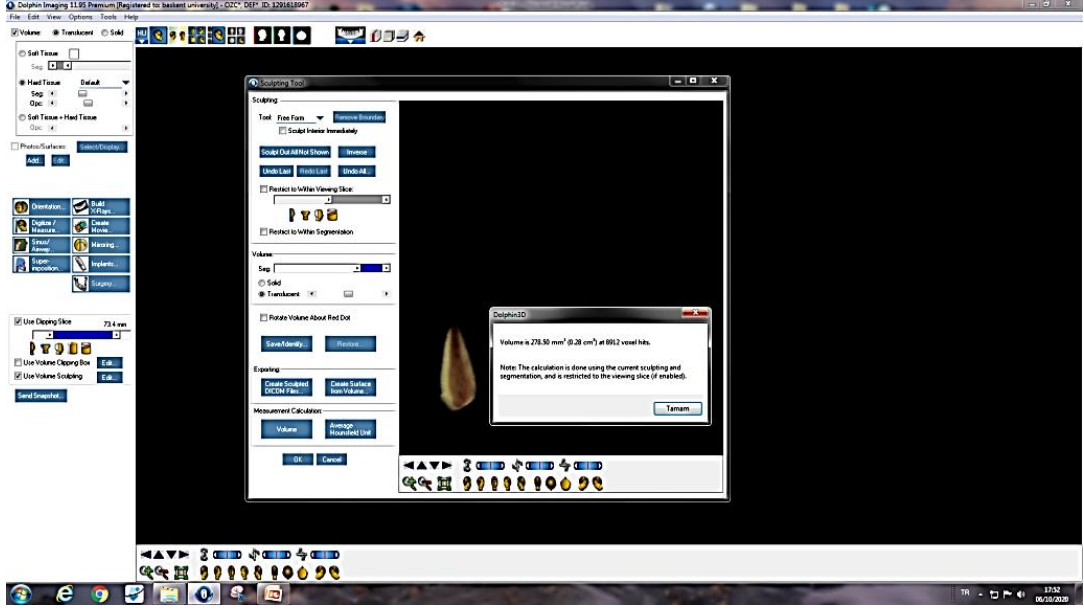 Dolphin Imaging 11.95 Premium [Registered to: baskent university] - OZC*, DEF* ID: 1291618967
File Edit View Options Tools Help
Volume Translucent Solid
Soft Tissue
Seg:
Hard Tissue Default
Seg:
Opc:
Soft Tissue + Hard Tissue
Opc:
Photos/Surfaces: Select/Display...
Add... Edit...
Orientation... Build X-Rays...
Digitize / Measure... Create Movie...
Sinus/ Airway... Mirroring...
Super- imposition... Implants...
Surgery...
Use Clipping Slice 73.4 mm
Use Volume Clipping Box Edit...
Use Volume Sculpting Edit...
Send Snapshot...
Sculpting Tool
Sculpting:
Tool: Free Form Remove Boundary
Sculpt Interior Immediately
Sculpt Out All Not Shown Inverse
Undo Last Redo Last Undo All...
Restrict to Within Viewing Slice:
Restrict to Within Segmentation
Volume:
Seg:
Solid
Translucent
Rotate Volume About Red Dot
Save/Identify... Restore...
Exporting:
Create Sculpted DICOM Files... Create Surface from Volume...
Measurement Calculation:
Volume Average Hounsfield Unit
OK Cancel
Dolphin3D
Volume is 278.50 mm³ (0.28 cm³) at 8912 voxel hits.
Note: The calculation is done using the current sculpting and
segmentation, and is restricted to the viewing slice (if enabled).
Tamam
TR 17:52
06/10/2020